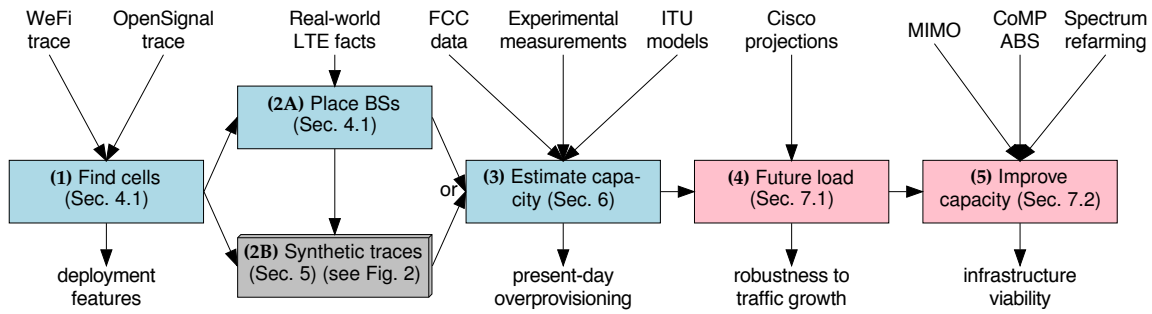 WeFi
trace
OpenSignal
trace
Real-world
LTE facts
FCC
data
Experimental
measurements
ITU
models
Cisco
projections
MIMO
CoMP
ABS
Spectrum
refarming
(1) Find cells
(Sec. 4.1)
(2A) Place BSs
(Sec. 4.1)
(2B) Synthetic traces
(Sec. 5) (see Fig. 2)
or
(3) Estimate capa-
city (Sec. 6)
(4) Future load
(Sec. 7.1)
(5) Improve
capacity (Sec. 7.2)
deployment
features
present-day
overprovisioning
robustness to
traffic growth
infrastructure
viability